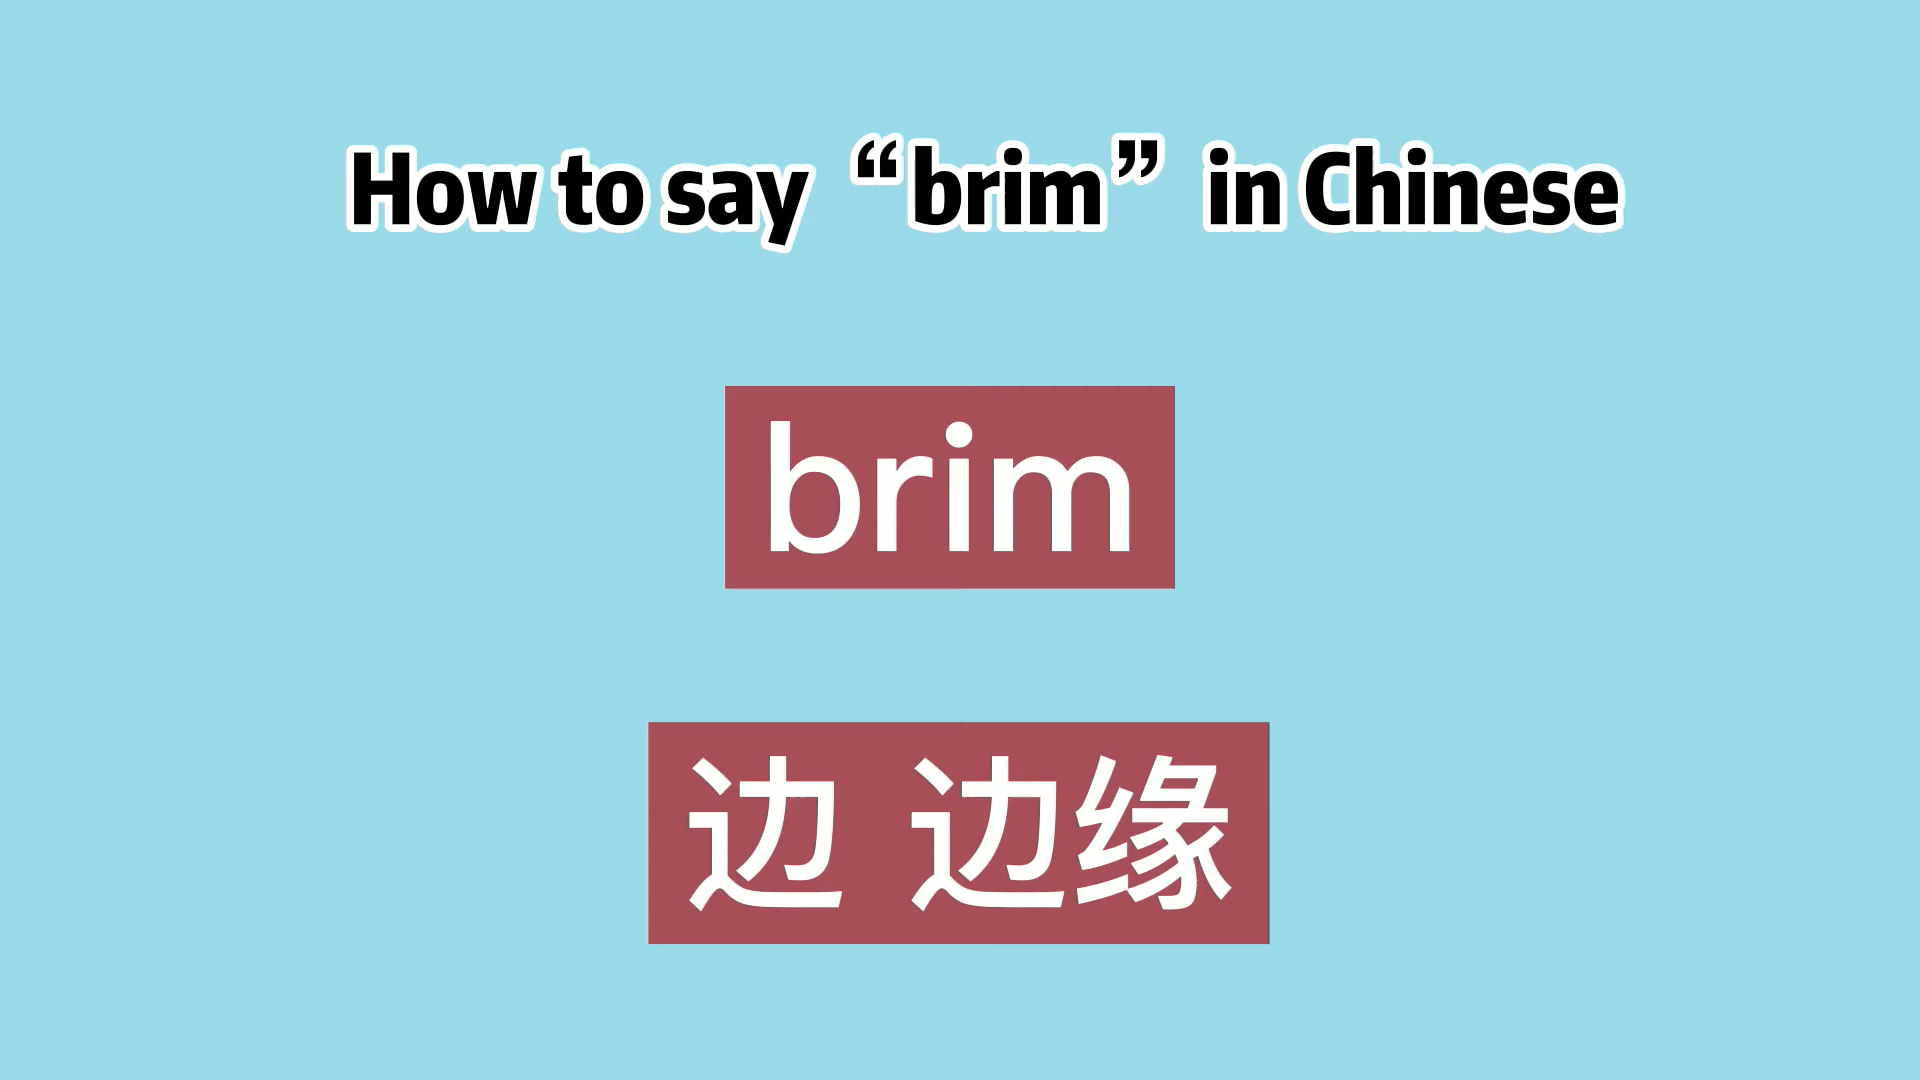 How to say “brim” in Chinese
brim
边 边缘